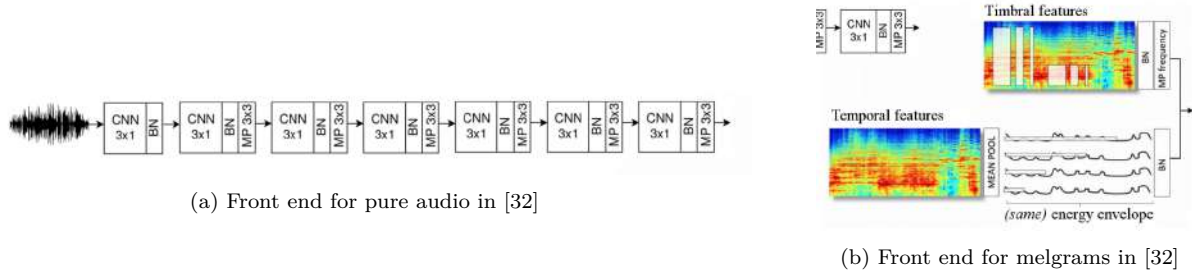 CNN 3x1 BN
CNN 3x1 BN MP 3x3
CNN 3x1 BN MP 3x3
CNN 3x1 BN MP 3x3
CNN 3x1 BN MP 3x3
CNN 3x1 BN MP 3x3
CNN 3x1 BN MP 3x3
(a) Front end for pure audio in [32]
MP 3x3
CNN 3x1 BN MP 3x3
Timbral features
BN
MP frequency
Temporal features
MEAN POOL
BN
(same) energy envelope
(b) Front end for melgrams in [32]